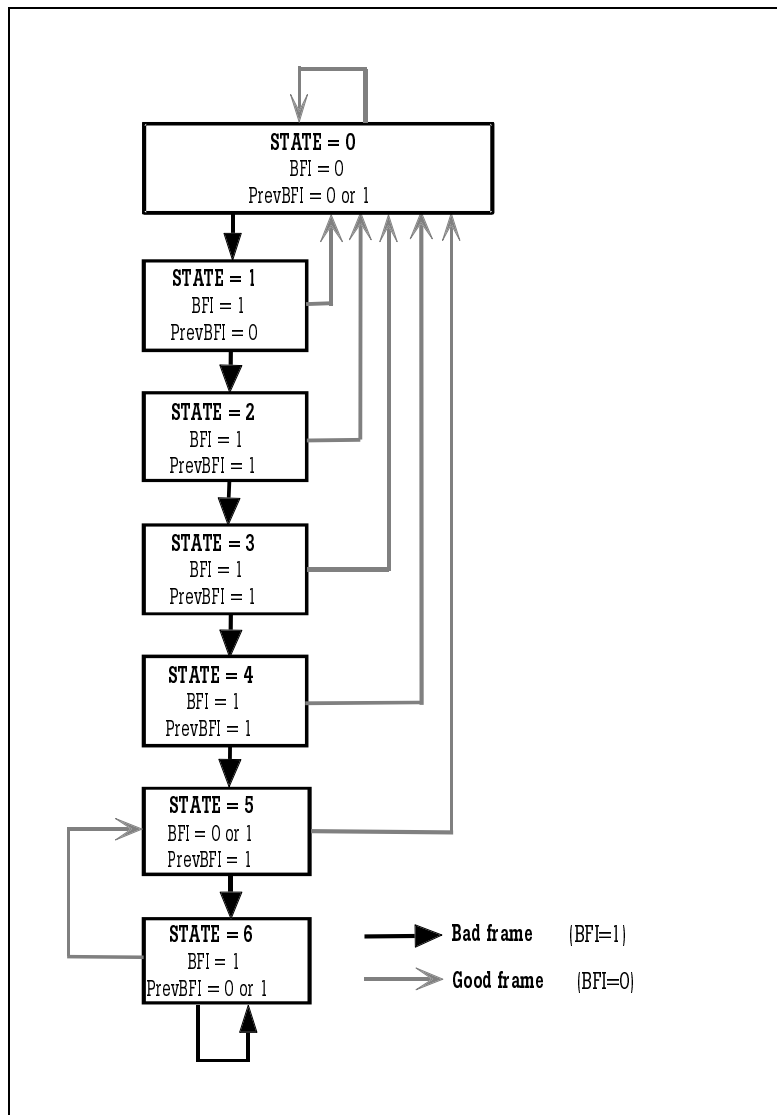 STATE = 0
BFI = 0
PrevBFI = 0 or 1
STATE = 1
BFI = 1
PrevBFI = 0
STATE = 2
BFI = 1
PrevBFI = 1
STATE = 3
BFI = 1
PrevBFI = 1
STATE = 4
BFI = 1
PrevBFI = 1
STATE = 5
BFI = 0 or 1
PrevBFI = 1
STATE = 6
BFI = 1
PrevBFI = 0 or 1
Bad frame (BFI=1)
Good frame (BFI=0)